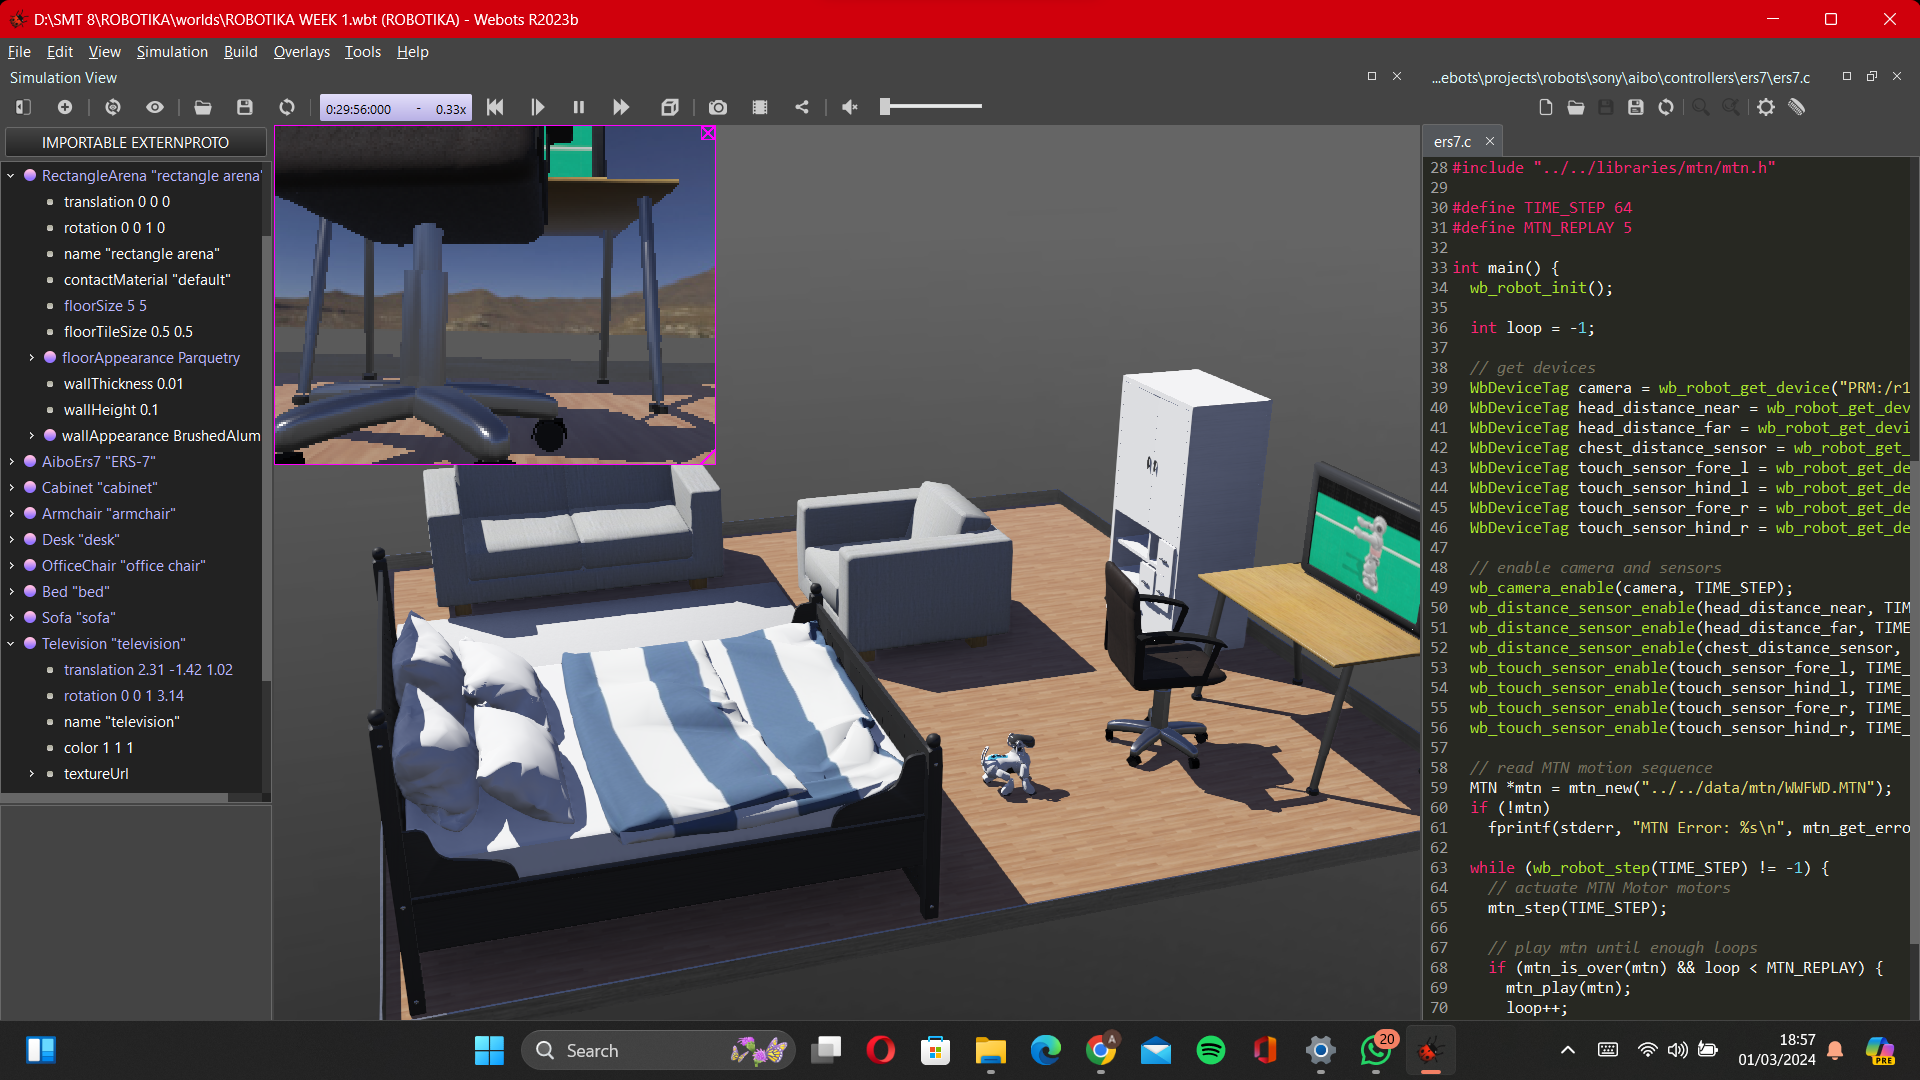 D:\SMT 8\ROBOTIKA\worlds\ROBOTIKA WEEK 1.wbt (ROBOTIKA) - Webots R2023b
File Edit View Simulation Build Overlays Tools Help
Simulation View
...ebots\projects\robots\sony\aibo\controllers\ers7\ers7.c
0:29:56:000 - 0.33x
IMPORTABLE EXTERNPROTO
RectangleArena "rectangle arena"
translation 0 0 0
rotation 0 0 1 0
name "rectangle arena"
contactMaterial "default"
floorSize 5 5
floorTileSize 0.5 0.5
floorAppearance Parquetry
wallThickness 0.01
wallHeight 0.1
wallAppearance BrushedAlum
AiboErs7 "ERS-7"
Cabinet "cabinet"
Armchair "armchair"
Desk "desk"
OfficeChair "office chair"
Bed "bed"
Sofa "sofa"
Television "television"
translation 2.31 -1.42 1.02
rotation 0 0 1 3.14
name "television"
color 1 1 1
textureUrl
ers7.c
28 #include "../../libraries/mtn/mtn.h"
29
30 #define TIME_STEP 64
31 #define MTN_REPLAY 5
32
33 int main() {
34 wb_robot_init();
35
36 int loop = -1;
37
38 // get devices
39 WbDeviceTag camera = wb_robot_get_device("PRM:/r1
40 WbDeviceTag head_distance_near = wb_robot_get_dev
41 WbDeviceTag head_distance_far = wb_robot_get_devi
42 WbDeviceTag chest_distance_sensor = wb_robot_get_
43 WbDeviceTag touch_sensor_fore_l = wb_robot_get_de
44 WbDeviceTag touch_sensor_hind_l = wb_robot_get_de
45 WbDeviceTag touch_sensor_fore_r = wb_robot_get_de
46 WbDeviceTag touch_sensor_hind_r = wb_robot_get_de
47
48 // enable camera and sensors
49 wb_camera_enable(camera, TIME_STEP);
50 wb_distance_sensor_enable(head_distance_near, TIM
51 wb_distance_sensor_enable(head_distance_far, TIME
52 wb_distance_sensor_enable(chest_distance_sensor,
53 wb_touch_sensor_enable(touch_sensor_fore_l, TIME_
54 wb_touch_sensor_enable(touch_sensor_hind_l, TIME_
55 wb_touch_sensor_enable(touch_sensor_fore_r, TIME_
56 wb_touch_sensor_enable(touch_sensor_hind_r, TIME_
57
58 // read MTN motion sequence
59 MTN *mtn = mtn_new("../../data/mtn/WWFWD.MTN");
60 if (!mtn)
61 fprintf(stderr, "MTN Error: %s\n", mtn_get_erro
62
63 while (wb_robot_step(TIME_STEP) != -1) {
64 // actuate MTN Motor motors
65 mtn_step(TIME_STEP);
66
67 // play mtn until enough loops
68 if (mtn_is_over(mtn) && loop < MTN_REPLAY) {
69 mtn_play(mtn);
70 loop++;
Search
A
20
18:57
01/03/2024
PRE